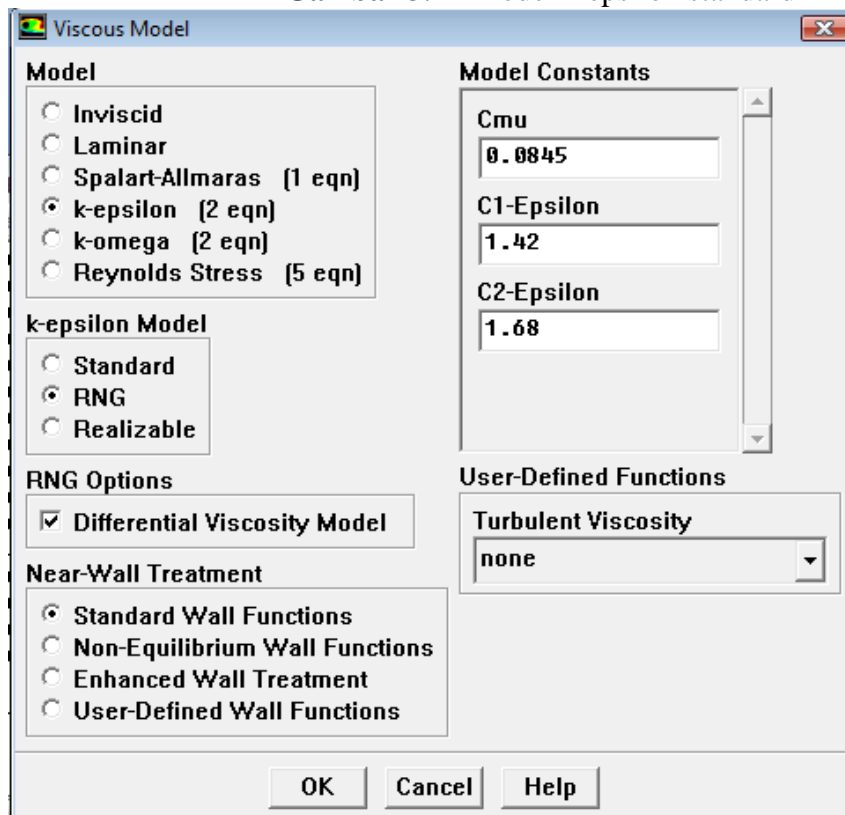 Viscous Model
Model
Inviscid
Laminar
Spalart-Allmaras (1 eqn)
k-epsilon (2 eqn)
k-omega (2 eqn)
Reynolds Stress (5 eqn)
k-epsilon Model
Standard
RNG
Realizable
RNG Options
Differential Viscosity Model
Near-Wall Treatment
Standard Wall Functions
Non-Equilibrium Wall Functions
Enhanced Wall Treatment
User-Defined Wall Functions
Model Constants
Cmu
0.0845
C1-Epsilon
1.42
C2-Epsilon
1.68
User-Defined Functions
Turbulent Viscosity
none
OK Cancel Help